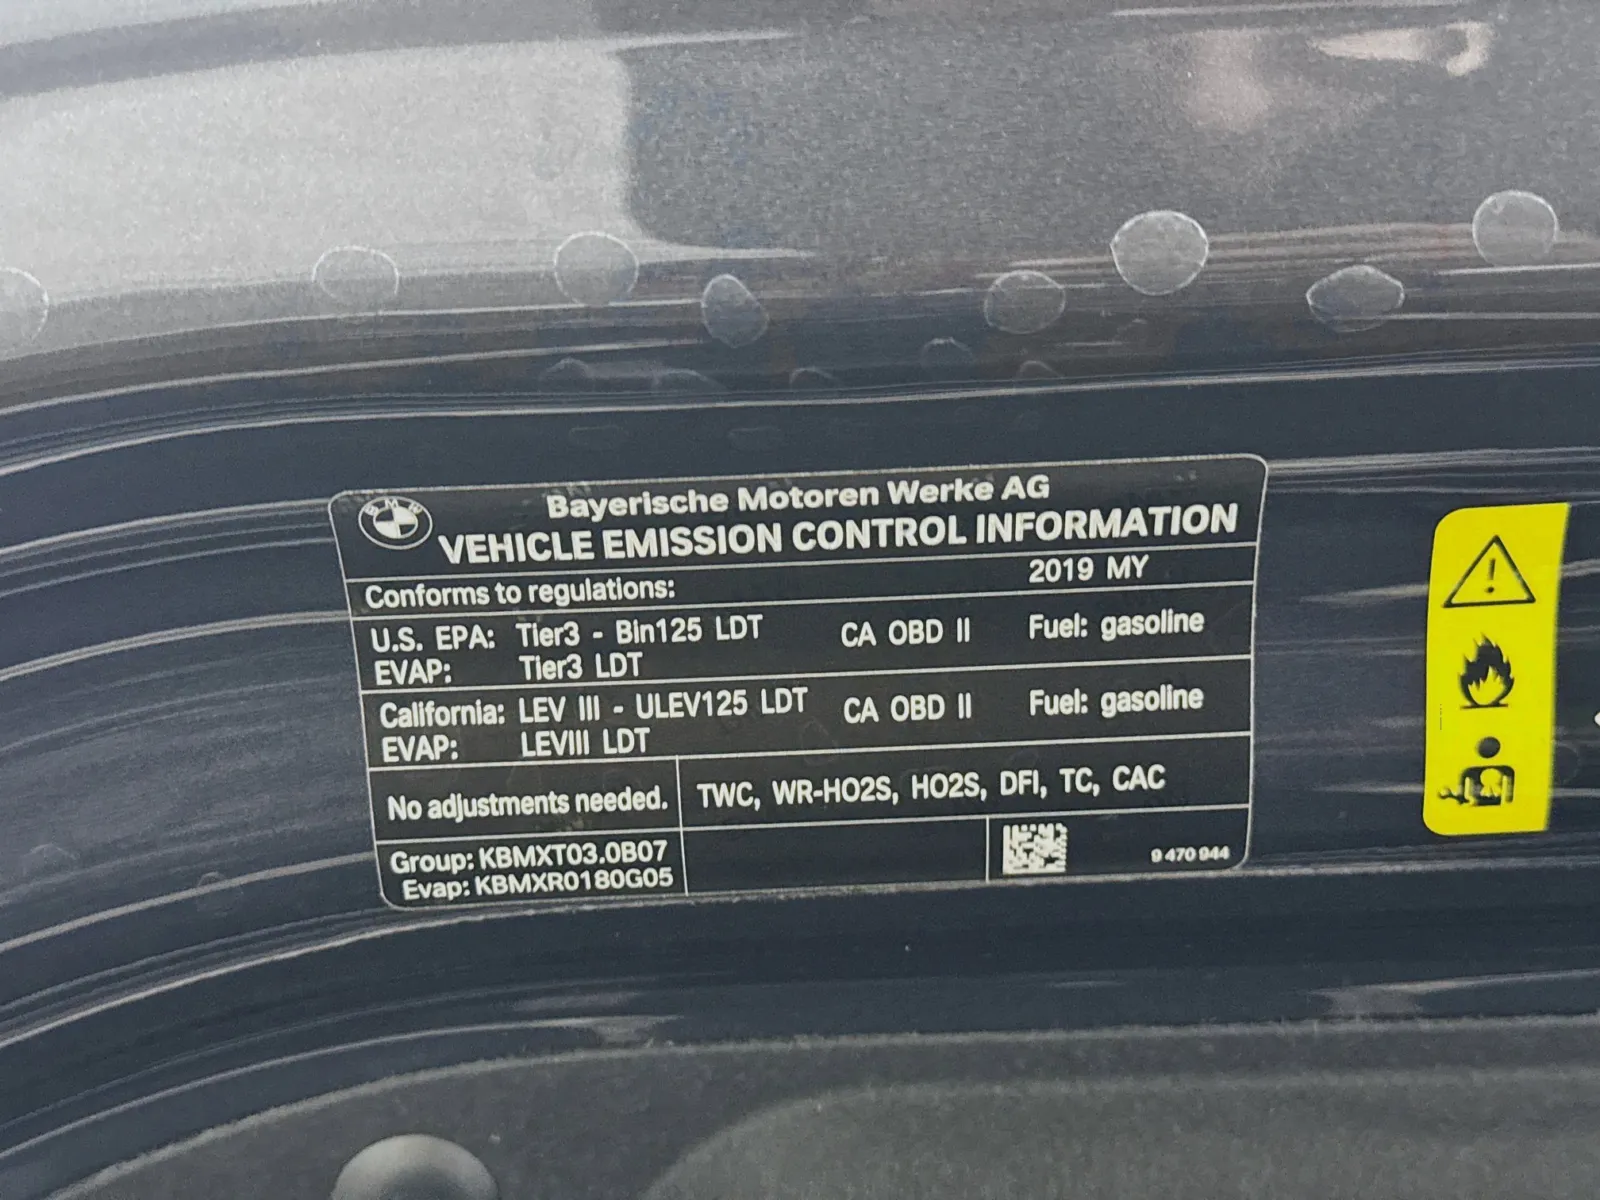 BMW
Bayerische Motoren Werke AG
VEHICLE EMISSION CONTROL INFORMATION
Conforms to regulations: 2019 MY
U.S. EPA: Tier3 - Bin125 LDT CA OBD II Fuel: gasoline
EVAP: Tier3 LDT
California: LEV III - ULEV125 LDT CA OBD II Fuel: gasoline
EVAP: LEVIII LDT
No adjustments needed. TWC, WR-HO2S, HO2S, DFI, TC, CAC
Group: KBMXT03.0B07
Evap: KBMXR0180G05
9 470 944